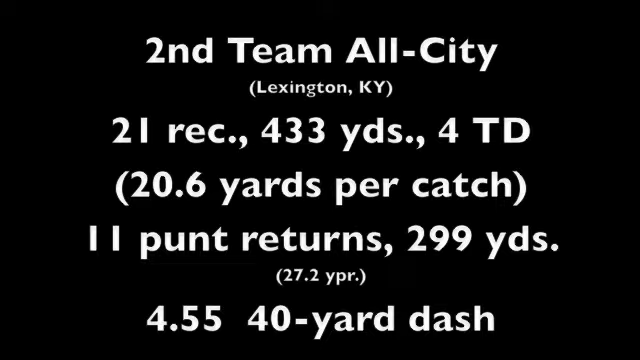 2nd Team All-City
(Lexington, KY)
21 rec., 433 yds., 4 TD
(20.6 yards per catch)
11 punt returns, 299 yds.
(27.2 ypr.)
4.55 40-yard dash